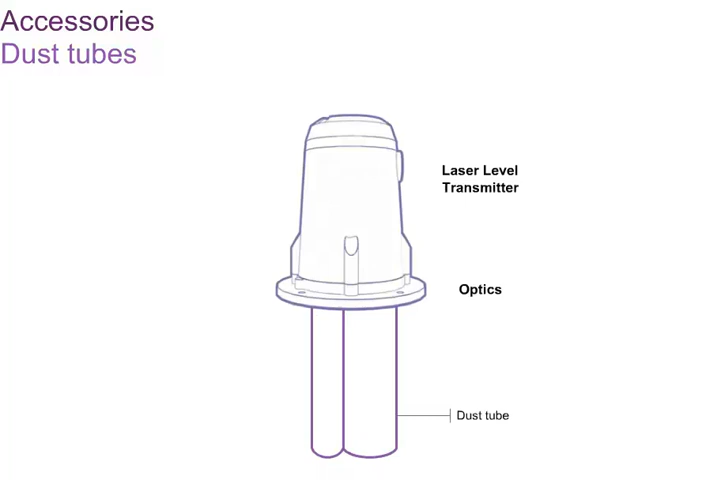 Accessories
Dust tubes
Laser Level
Transmitter
Optics
Dust tube